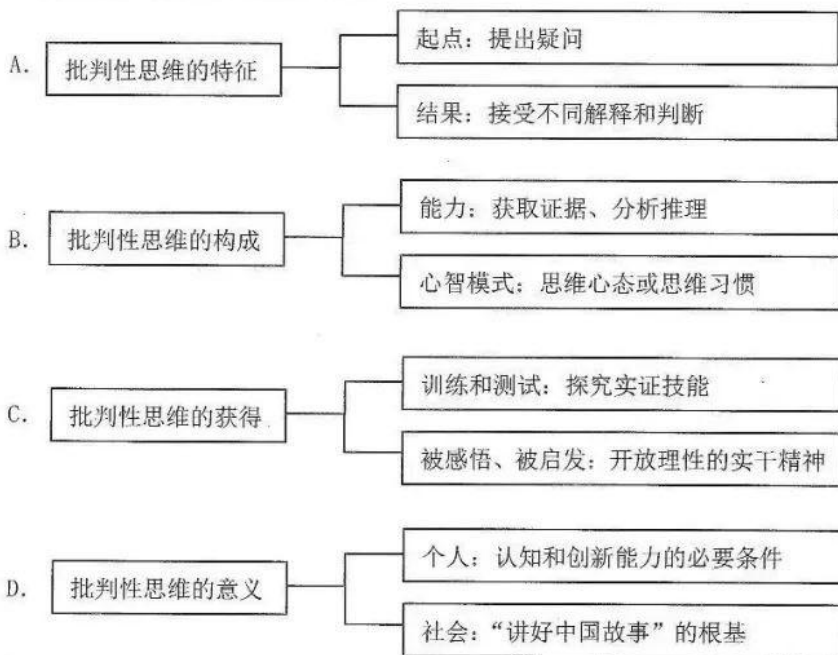 起点：提出疑问
A.
批判性思维的特征
结果：接受不同解释和判断
能力：获取证据、分析推理
B.
批判性思维的构成
心智模式：思维心态或思维习惯
训练和测试：探究实证技能
C.
批判性思维的获得
被感悟、被启发：开放理性的实干精神
个人：认知和创新能力的必要条件
D.
批判性思维的意义
社会：“讲好中国故事”的根基